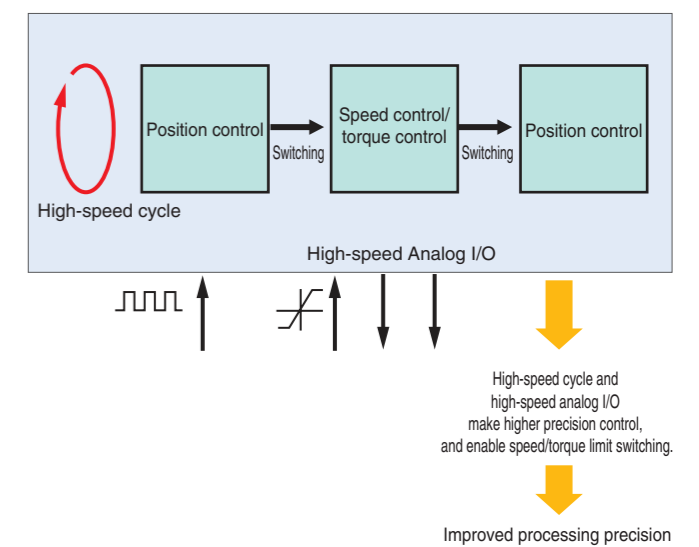 Position control
Switching
Speed control/
torque control
Switching
Position control
High-speed cycle
High-speed Analog I/O
High-speed cycle and
high-speed analog I/O
make higher precision control,
and enable speed/torque limit switching.
Improved processing precision